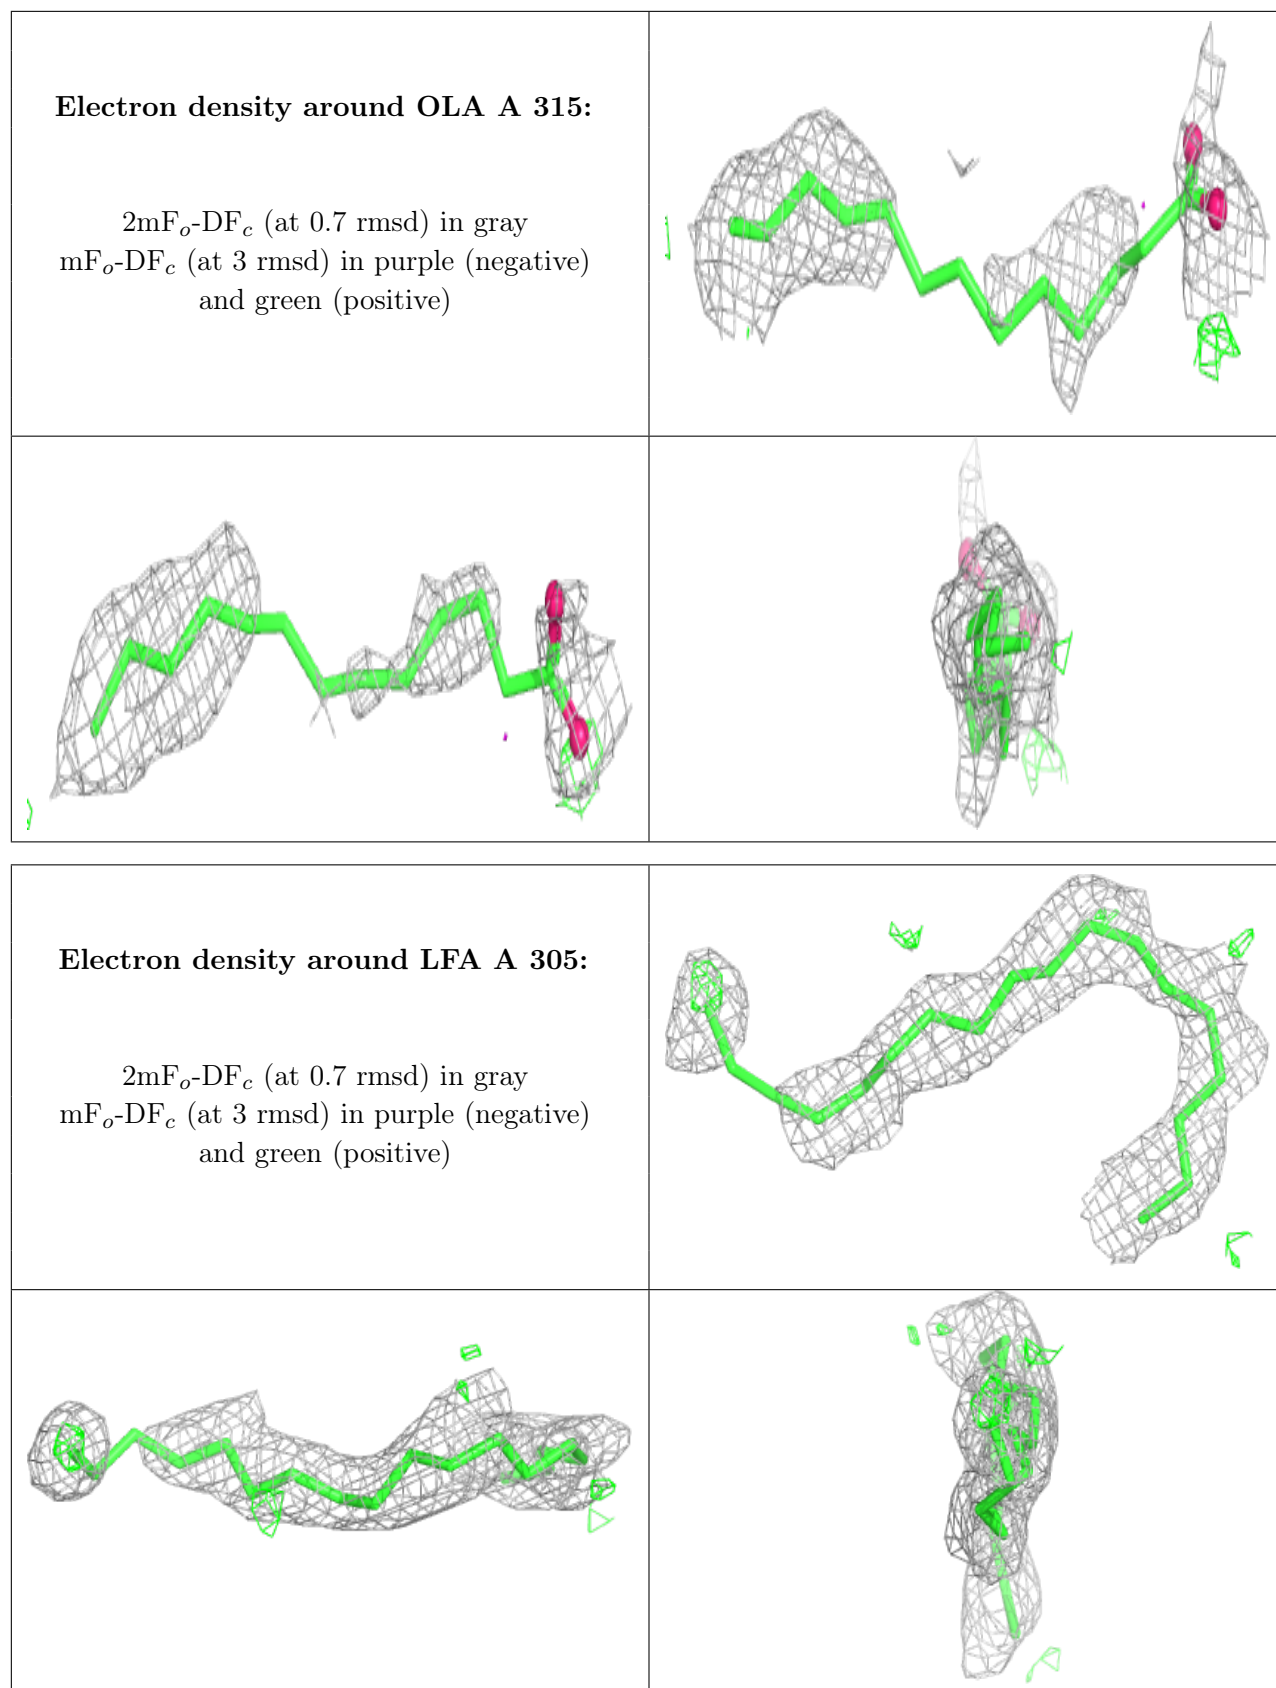 Electron density around OLA A 315:
2mFₒ-DF𝒸 (at 0.7 rmsd) in gray
mFₒ-DF𝒸 (at 3 rmsd) in purple (negative)
and green (positive)
Electron density around LFA A 305:
2mFₒ-DF𝒸 (at 0.7 rmsd) in gray
mFₒ-DF𝒸 (at 3 rmsd) in purple (negative)
and green (positive)